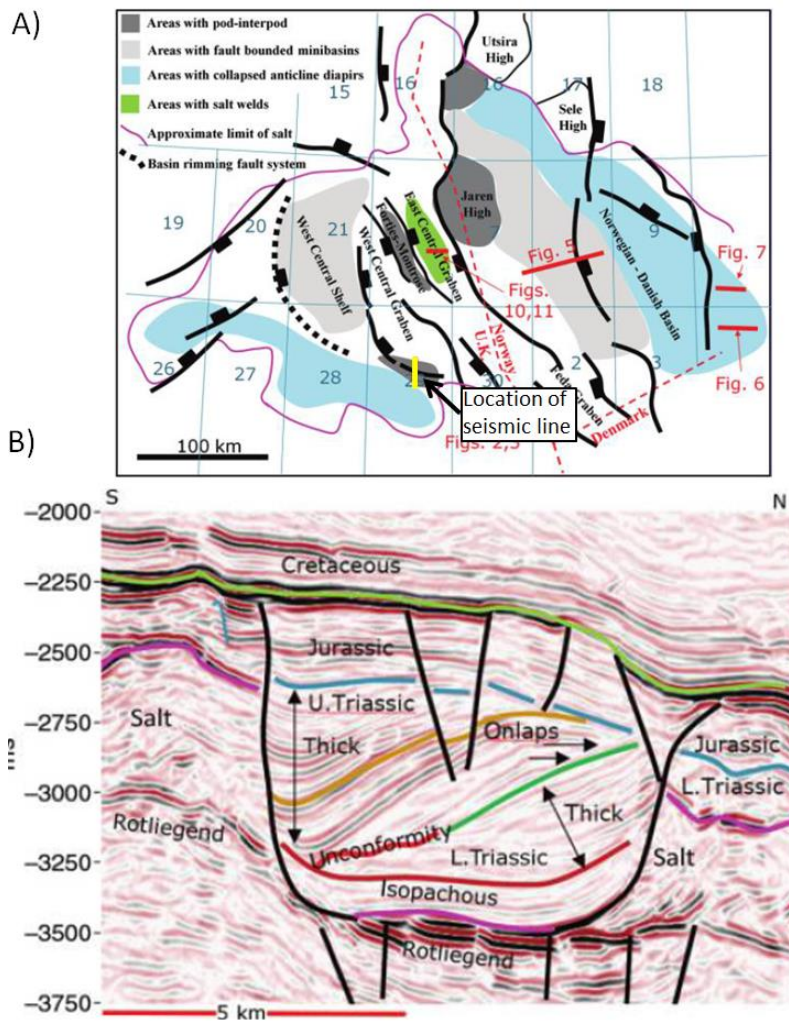 A)
Areas with pod-interpod
Areas with fault bounded minibasins
Areas with collapsed anticline diapirs
Areas with salt welds
Approximate limit of salt
Basin rimming fault system
Utsira
High
15
16
16
17
18
Sele
High
19
20
21
Jaren
High
7
9
West Central Shelf
West Central Graben
Forties-Montrose
East Central Graben
Norwegian - Danish Basin
Fig. 5
Fig. 7
Figs.
10,11
Norway
U.K.
26
27
28
30
2
3
Feda Graben
Fig. 6
Denmark
Location of
seismic line
Figs. 2,3
100 km
B)
S
N
-2000
-2250
-2500
-2750
-3000
-3250
-3500
-3750
ms
Cretaceous
Jurassic
U.Triassic
Thick
Onlaps
Salt
Jurassic
L.Triassic
Thick
Rotliegend
Unconformity
L.Triassic
Salt
Isopachous
Rotliegend
5 km